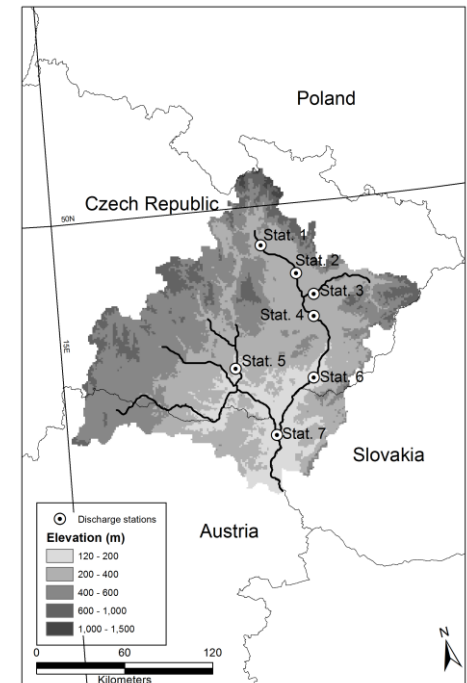 Poland
Czech Republic
50N
Stat. 1
Stat. 2
Stat. 3
Stat. 4
15E
Stat. 5
Stat. 6
Stat. 7
Slovakia
Austria
Discharge stations
Elevation (m)
120 - 200
200 - 400
400 - 600
600 - 1,000
1,000 - 1,500
N
0 60 120
Kilometers